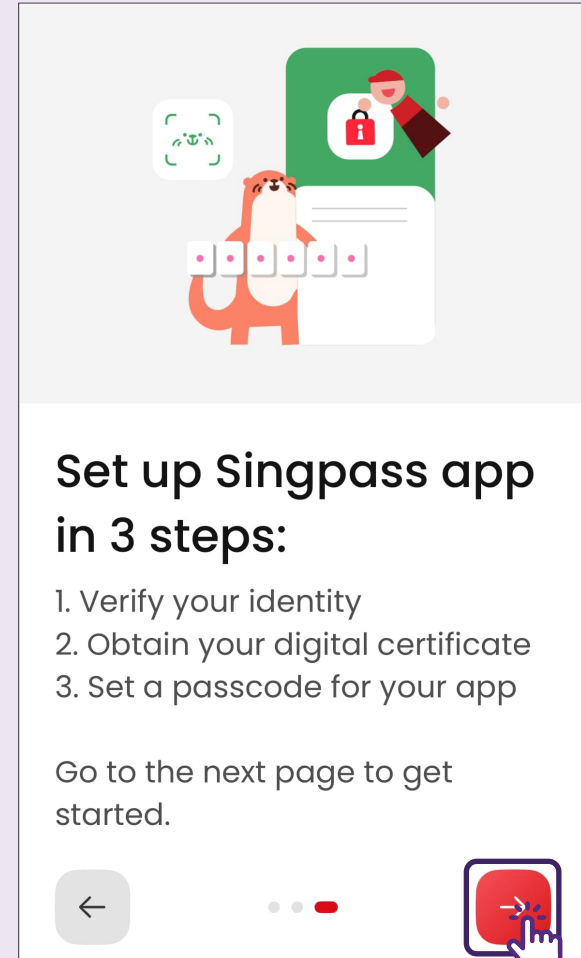 Set up Singpass app
in 3 steps:
1. Verify your identity
2. Obtain your digital certificate
3. Set a passcode for your app
Go to the next page to get
started.